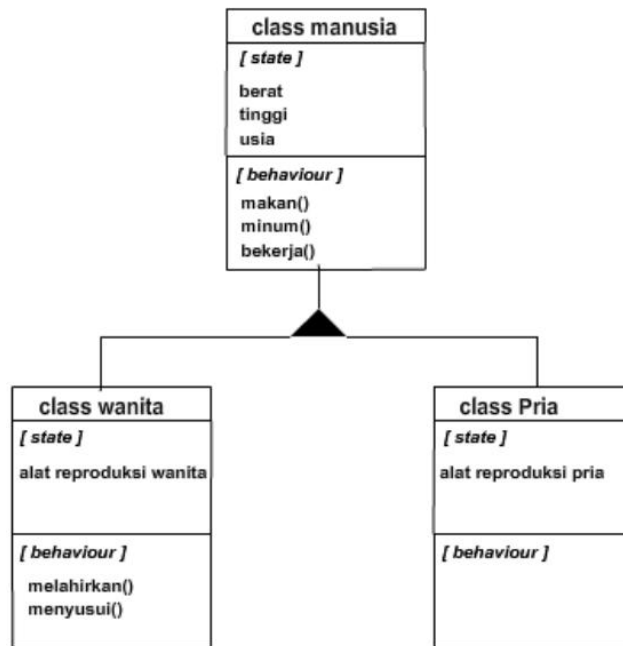 class manusia
[ state ]
berat
tinggi
usia
[ behaviour ]
makan()
minum()
bekerja()
class wanita
[ state ]
alat reproduksi wanita
[ behaviour ]
melahirkan()
menyusui()
class Pria
[ state ]
alat reproduksi pria
[ behaviour ]